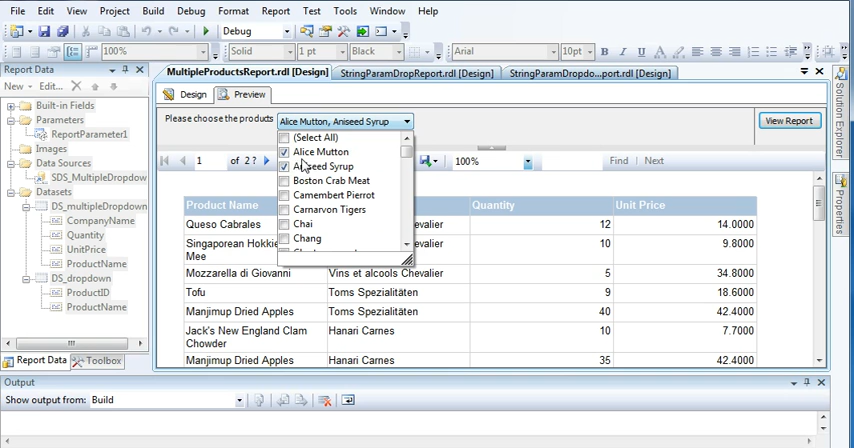 File Edit View Project Build Debug Format Report Test Tools Window Help
Debug
100% Solid 1 pt Black Arial 10pt
Report Data
New Edit...
Built-in Fields
Parameters
ReportParameter1
Images
Data Sources
SDS_MultipleDropdow
Datasets
DS_multipleDropdown
CompanyName
Quantity
UnitPrice
ProductName
DS_dropdown
ProductID
ProductName
Report Data Toolbox
MultipleProductsReport.rdl [Design] StringParamDropReport.rdl [Design] StringParamDropdo...port.rdl [Design]
Design Preview
Please choose the products Alice Mutton, Aniseed Syrup View Report
(Select All)
Alice Mutton
Aniseed Syrup
Boston Crab Meat
Camembert Pierrot
Carnarvon Tigers
Chai
Chang
1 of 2 ? 100% Find Next
Product Name Quantity Unit Price
Queso Cabrales Chevalier 12 14.0000
Singaporean Hokkie Chevalier 10 9.8000
Mee
Mozzarella di Giovanni Vins et alcools Chevalier 5 34.8000
Tofu Toms Spezialitäten 9 18.6000
Manjimup Dried Apples Toms Spezialitäten 40 42.4000
Jack's New England Clam Hanari Carnes 10 7.7000
Chowder
Manjimup Dried Apples Hanari Carnes 35 42.4000
Solution Explorer
Properties
Output
Show output from: Build